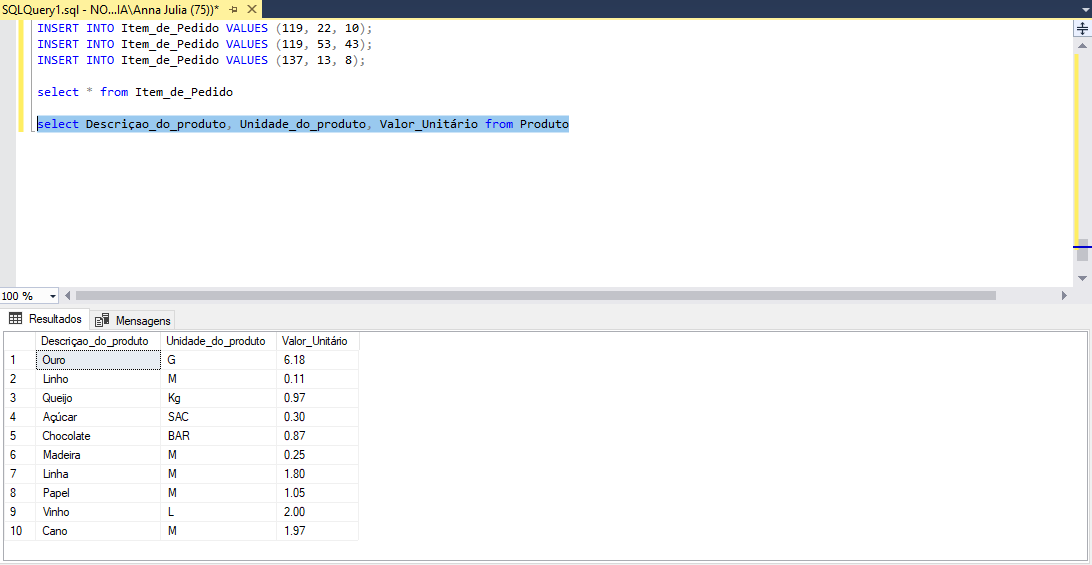 SQLQuery1.sql - NO...IA\Anna Julia (75))*
INSERT INTO Item_de_Pedido VALUES (119, 22, 10);
INSERT INTO Item_de_Pedido VALUES (119, 53, 43);
INSERT INTO Item_de_Pedido VALUES (137, 13, 8);
select * from Item_de_Pedido
select Descriçao_do_produto, Unidade_do_produto, Valor_Unitário from Produto
100 %
Resultados Mensagens
Descriçao_do_produto Unidade_do_produto Valor_Unitário
1 Ouro G 6.18
2 Linho M 0.11
3 Queijo Kg 0.97
4 Açúcar SAC 0.30
5 Chocolate BAR 0.87
6 Madeira M 0.25
7 Linha M 1.80
8 Papel M 1.05
9 Vinho L 2.00
10 Cano M 1.97